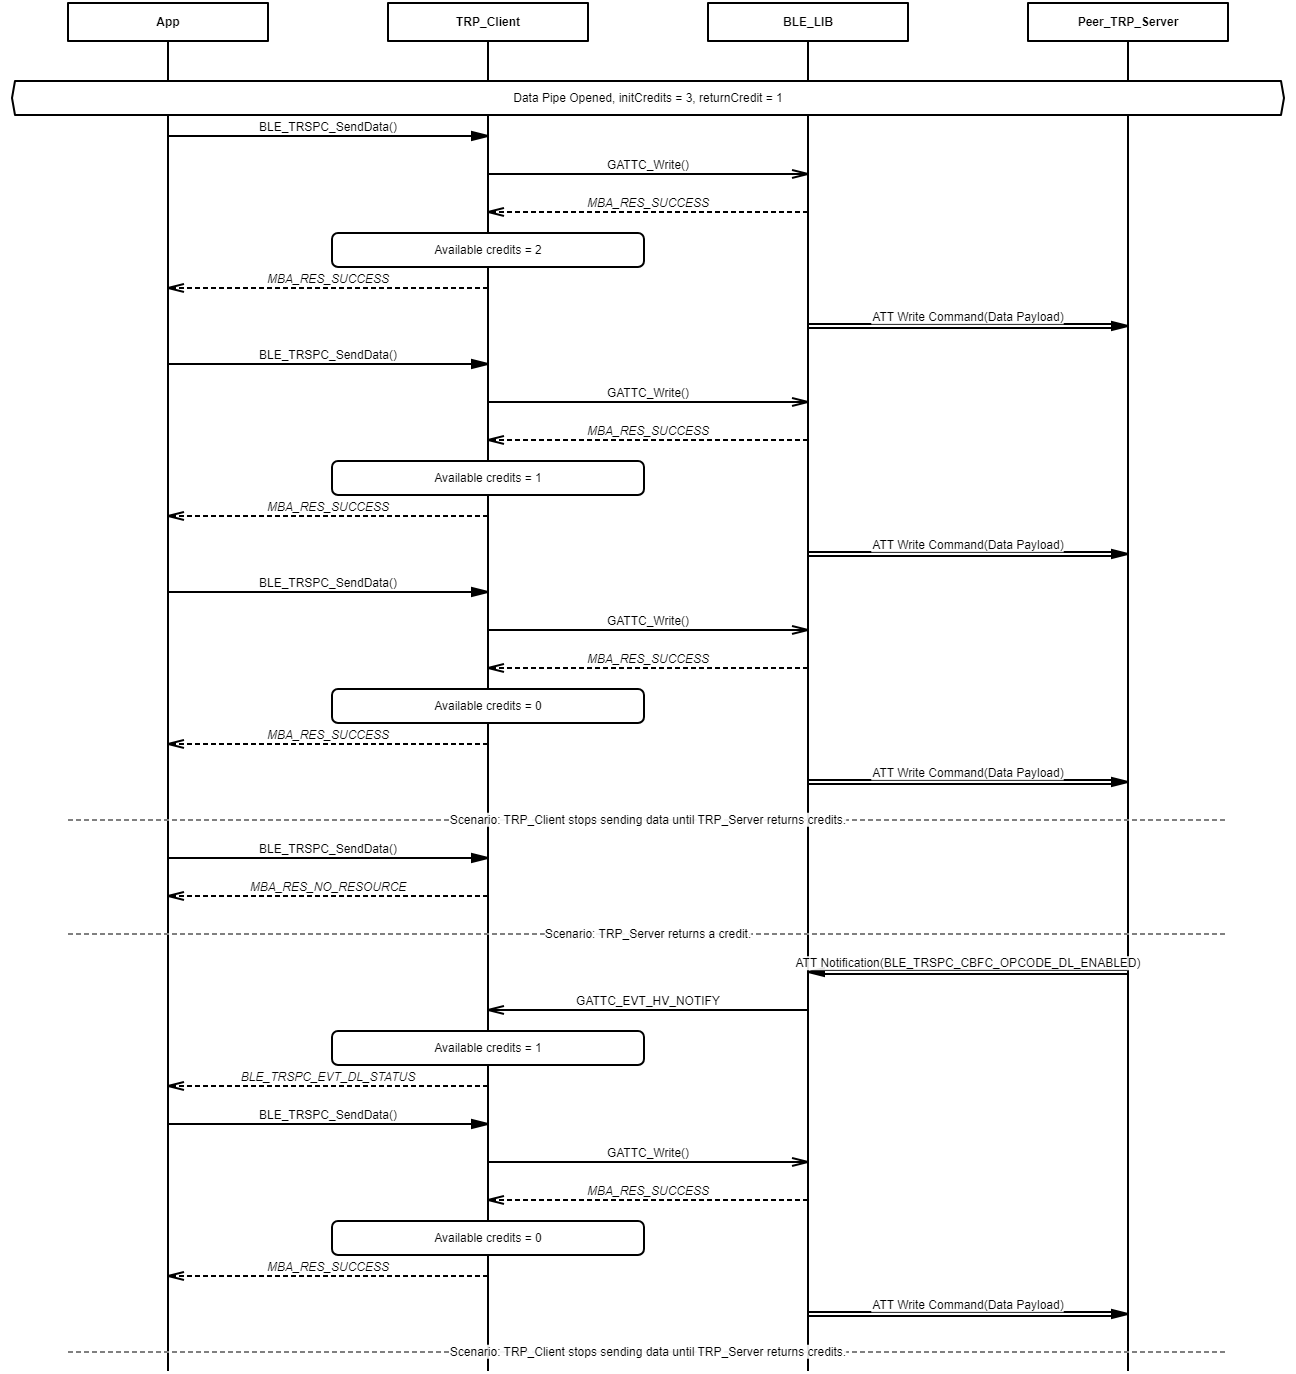 App
TRP_Client
BLE_LIB
Peer_TRP_Server
Data Pipe Opened, initCredits = 3, returnCredit = 1
BLE_TRSPC_SendData()
GATTC_Write()
MBA_RES_SUCCESS
Available credits = 2
MBA_RES_SUCCESS
ATT Write Command(Data Payload)
BLE_TRSPC_SendData()
GATTC_Write()
MBA_RES_SUCCESS
Available credits = 1
MBA_RES_SUCCESS
ATT Write Command(Data Payload)
BLE_TRSPC_SendData()
GATTC_Write()
MBA_RES_SUCCESS
Available credits = 0
MBA_RES_SUCCESS
ATT Write Command(Data Payload)
Scenario: TRP_Client stops sending data until TRP_Server returns credits.
BLE_TRSPC_SendData()
MBA_RES_NO_RESOURCE
Scenario: TRP_Server returns a credit.
ATT Notification(BLE_TRSPC_CBFC_OPCODE_DL_ENABLED)
GATTC_EVT_HV_NOTIFY
Available credits = 1
BLE_TRSPC_EVT_DL_STATUS
BLE_TRSPC_SendData()
GATTC_Write()
MBA_RES_SUCCESS
Available credits = 0
MBA_RES_SUCCESS
ATT Write Command(Data Payload)
Scenario: TRP_Client stops sending data until TRP_Server returns credits.